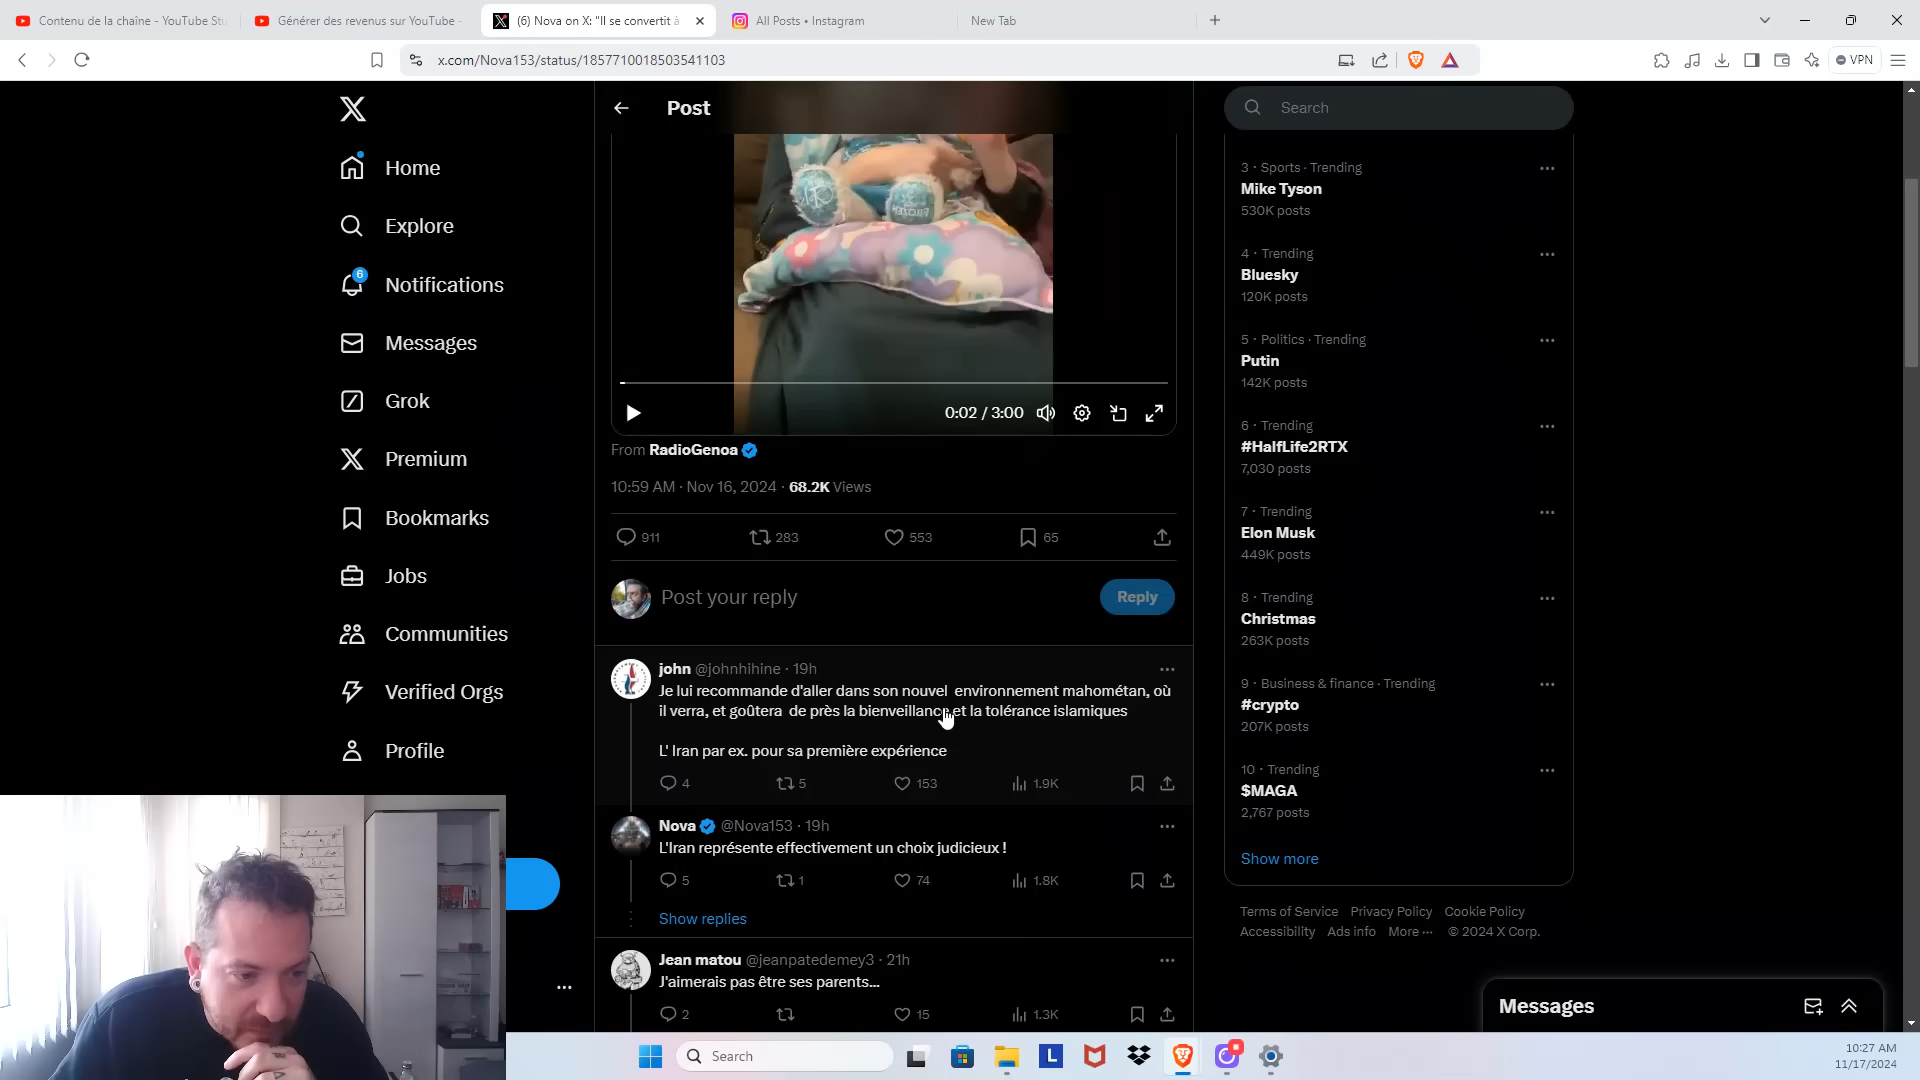 Contenu de la chaîne - YouTube Stu
Générer des revenus sur YouTube -
(6) Nova on X: "Il se convertit à
All Posts • Instagram
New Tab
x.com/Nova153/status/1857710018503541103
VPN
Home
Explore
6
Notifications
Messages
Grok
Premium
Bookmarks
Jobs
Communities
Verified Orgs
Profile
Post
FROZEN
0:02 / 3:00
From RadioGenoa
10:59 AM · Nov 16, 2024 · 68.2K Views
911 283 553 65
Post your reply
Reply
john @johnhihine · 19h
Je lui recommande d'aller dans son nouvel environnement mahométan, où
il verra, et goûtera de près la bienveillance et la tolérance islamiques
L' Iran par ex. pour sa première expérience
4 5 153 1.9K
Nova @Nova153 · 19h
L'Iran représente effectivement un choix judicieux !
5 1 74 1.8K
Show replies
Jean matou @jeanpatedemey3 · 21h
J'aimerais pas être ses parents...
2 15 1.3K
Search
3 · Sports · Trending
Mike Tyson
530K posts
4 · Trending
Bluesky
120K posts
5 · Politics · Trending
Putin
142K posts
6 · Trending
#HalfLife2RTX
7,030 posts
7 · Trending
Elon Musk
449K posts
8 · Trending
Christmas
263K posts
9 · Business & finance · Trending
#crypto
207K posts
10 · Trending
$MAGA
2,767 posts
Show more
Terms of Service Privacy Policy Cookie Policy
Accessibility Ads info More ··· © 2024 X Corp.
Messages
Search
L
10:27 AM
11/17/2024